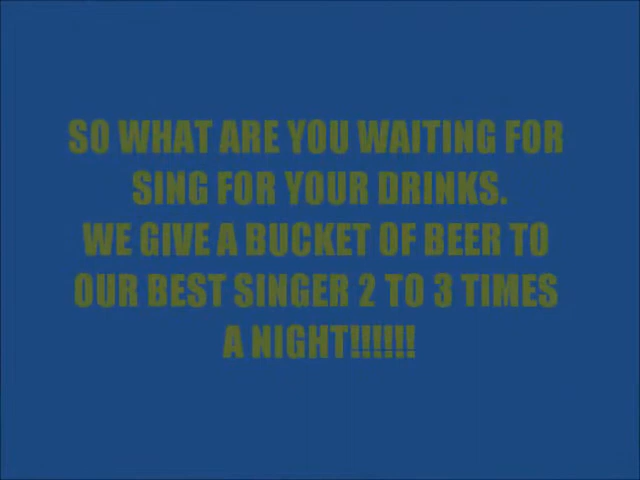 SO WHAT ARE YOU WAITING FOR
SING FOR YOUR DRINKS.
WE GIVE A BUCKET OF BEER TO
OUR BEST SINGER 2 TO 3 TIMES
A NIGHT!!!!!!